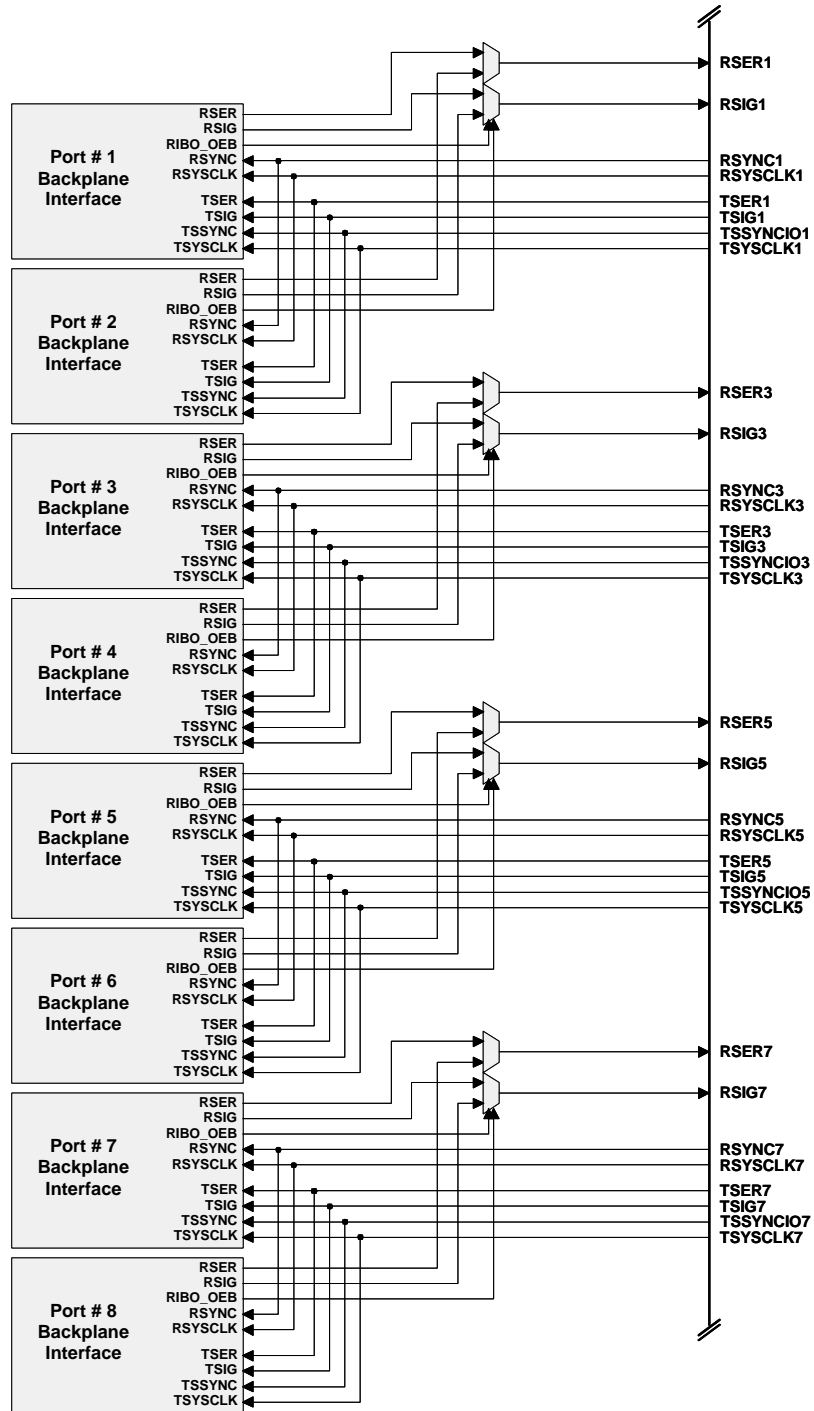 RSER1
RSIG1
Port # 1
Backplane
Interface
RSER
RSIG
RIBO_OEB
RSYNC
RSYSCLK
TSER
TSIG
TSSYNC
TSYSCLK
RSYNC1
RSYSCLK1
TSER1
TSIG1
TSSYNCIO1
TSYSCLK1
Port # 2
Backplane
Interface
RSER
RSIG
RIBO_OEB
RSYNC
RSYSCLK
TSER
TSIG
TSSYNC
TSYSCLK
RSER3
RSIG3
Port # 3
Backplane
Interface
RSER
RSIG
RIBO_OEB
RSYNC
RSYSCLK
TSER
TSIG
TSSYNC
TSYSCLK
RSYNC3
RSYSCLK3
TSER3
TSIG3
TSSYNCIO3
TSYSCLK3
Port # 4
Backplane
Interface
RSER
RSIG
RIBO_OEB
RSYNC
RSYSCLK
TSER
TSIG
TSSYNC
TSYSCLK
RSER5
RSIG5
Port # 5
Backplane
Interface
RSER
RSIG
RIBO_OEB
RSYNC
RSYSCLK
TSER
TSIG
TSSYNC
TSYSCLK
RSYNC5
RSYSCLK5
TSER5
TSIG5
TSSYNCIO5
TSYSCLK5
Port # 6
Backplane
Interface
RSER
RSIG
RIBO_OEB
RSYNC
RSYSCLK
TSER
TSIG
TSSYNC
TSYSCLK
RSER7
RSIG7
Port # 7
Backplane
Interface
RSER
RSIG
RIBO_OEB
RSYNC
RSYSCLK
TSER
TSIG
TSSYNC
TSYSCLK
RSYNC7
RSYSCLK7
TSER7
TSIG7
TSSYNCIO7
TSYSCLK7
Port # 8
Backplane
Interface
RSER
RSIG
RIBO_OEB
RSYNC
RSYSCLK
TSER
TSIG
TSSYNC
TSYSCLK